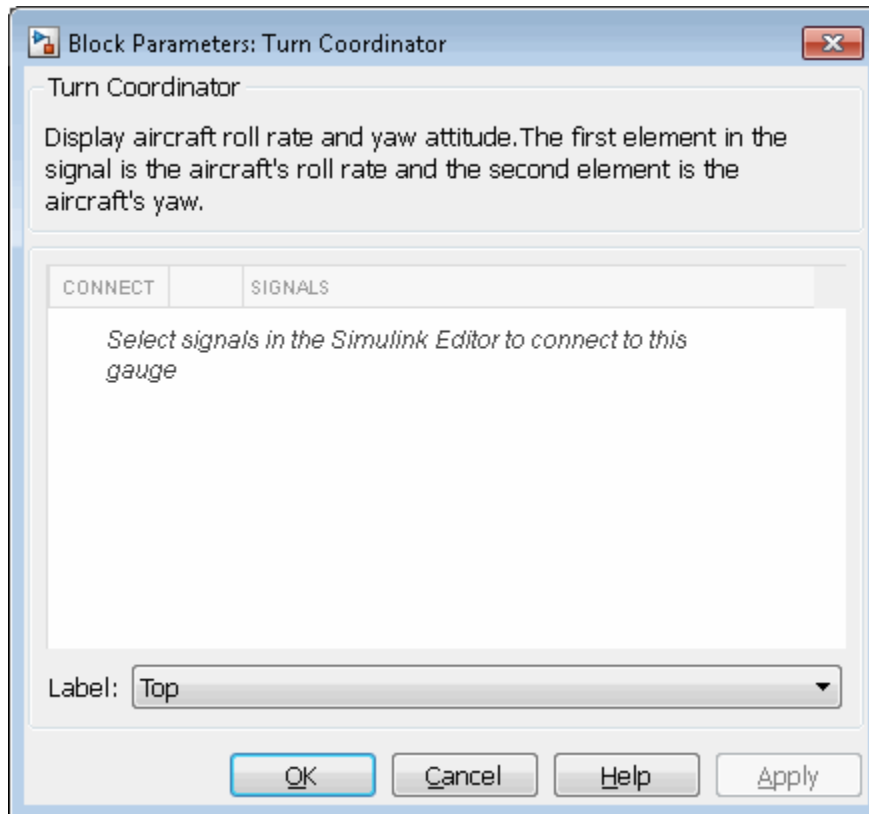 Block Parameters: Turn Coordinator
Turn Coordinator
Display aircraft roll rate and yaw attitude.The first element in the
signal is the aircraft's roll rate and the second element is the
aircraft's yaw.
CONNECT SIGNALS
Select signals in the Simulink Editor to connect to this
gauge
Label: Top
OK Cancel Help Apply